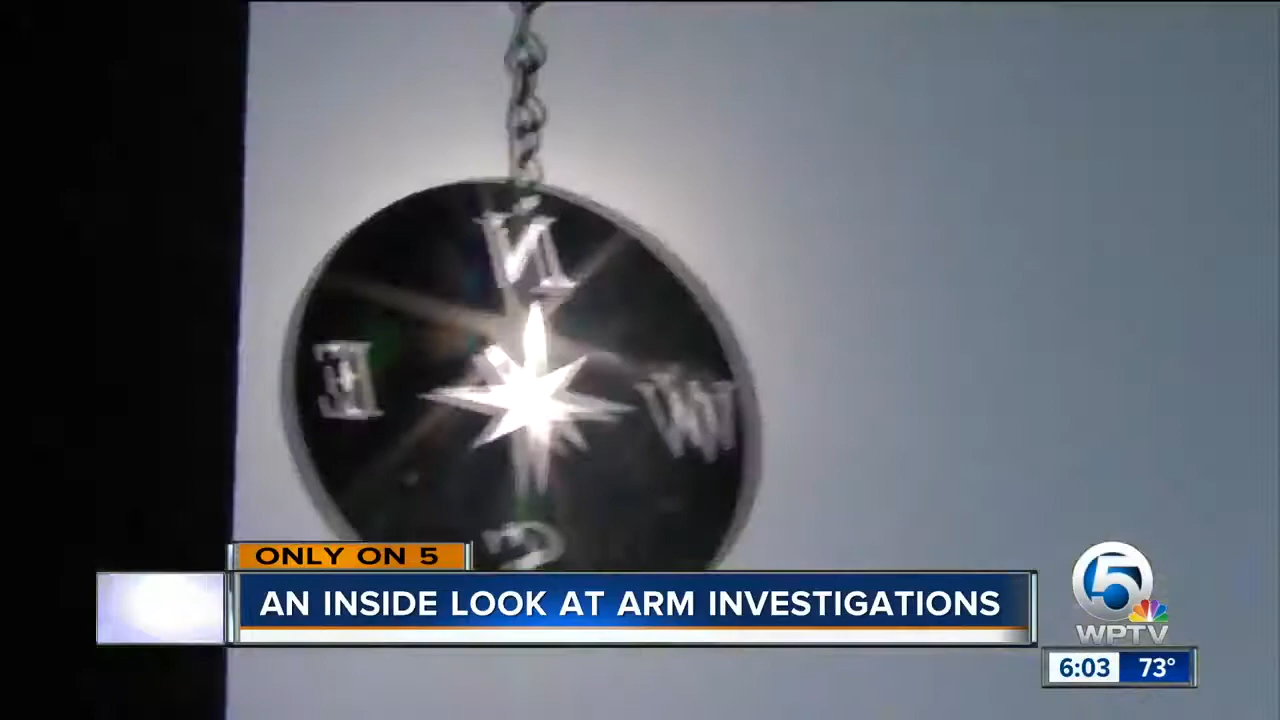 N
E
W
S
ONLY ON 5
AN INSIDE LOOK AT ARM INVESTIGATIONS
5
WPTV
6:03 73°